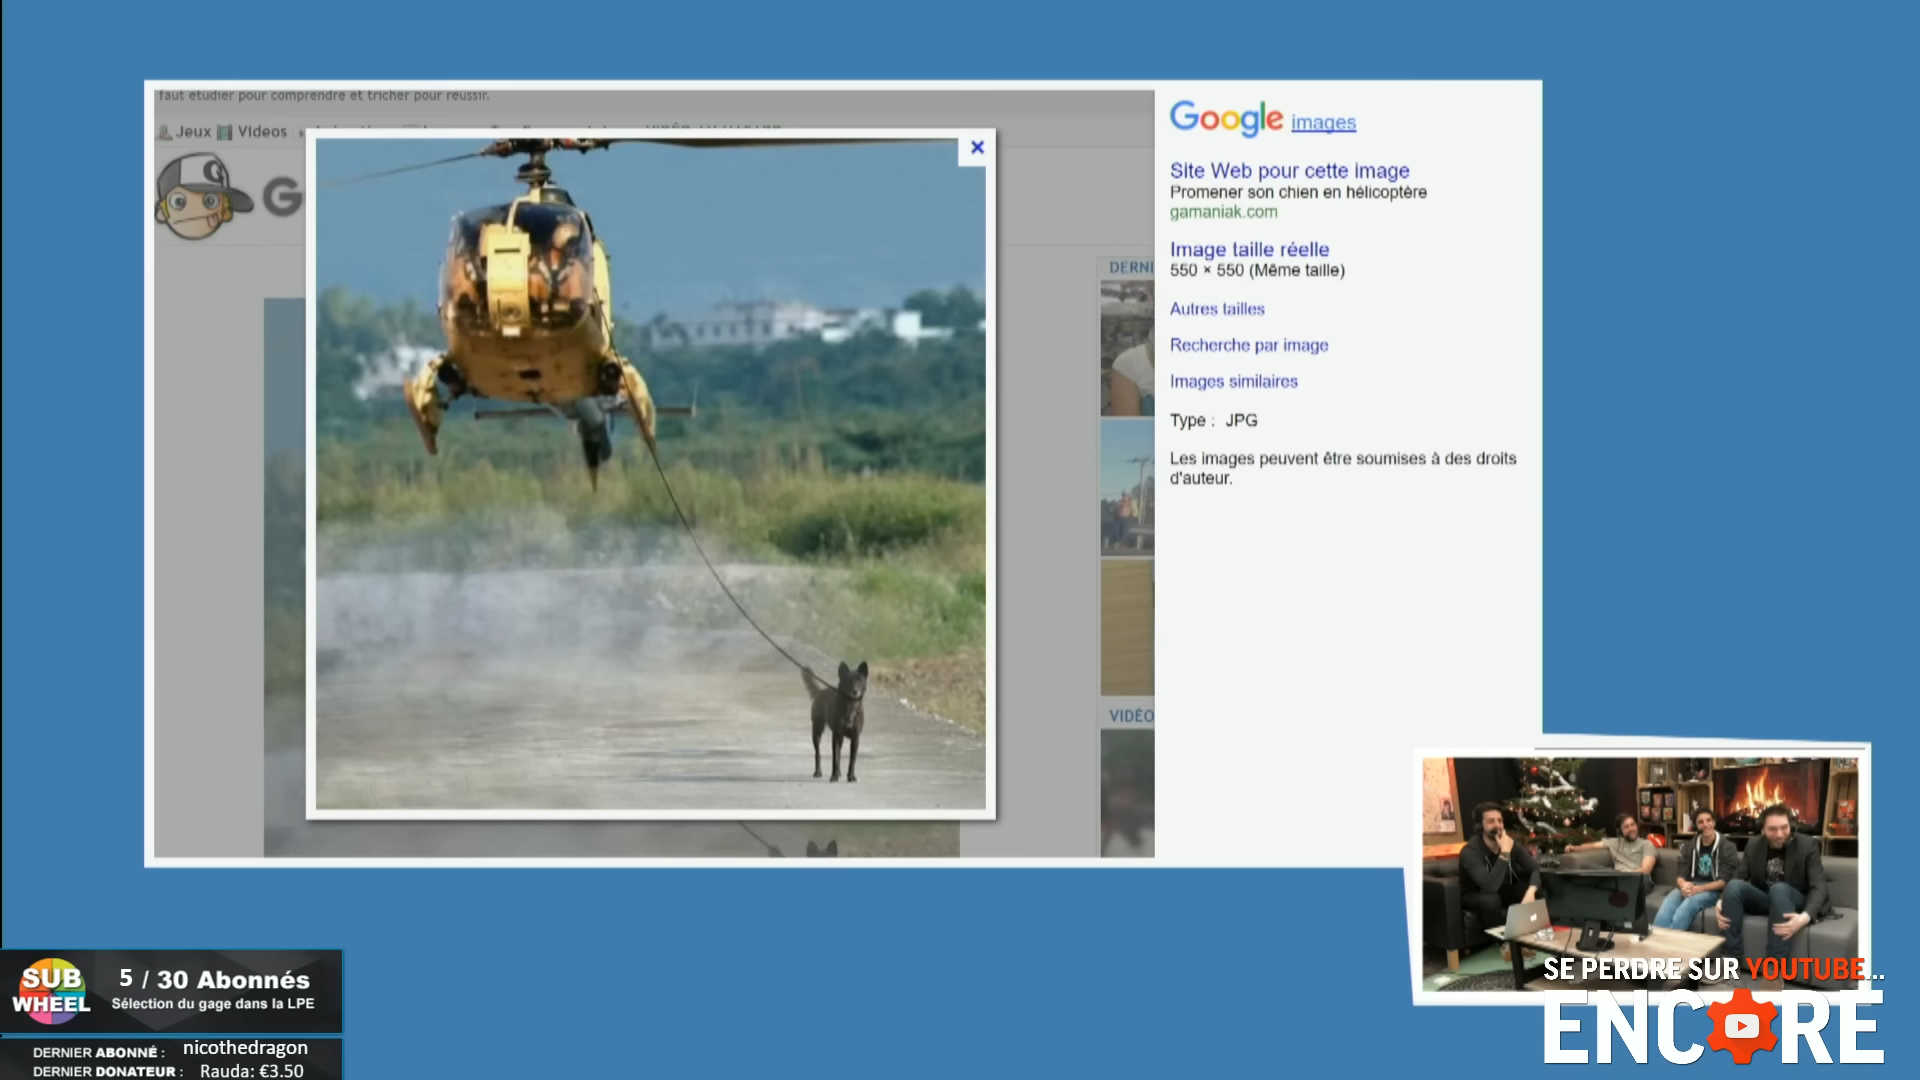 faut etudier pour comprendre et tricher pour reussir.
Jeux Videos
G
DERNI
VIDÉO
Google images
Site Web pour cette image
Promener son chien en hélicoptère
gamaniak.com
Image taille réelle
550 × 550 (Même taille)
Autres tailles
Recherche par image
Images similaires
Type : JPG
Les images peuvent être soumises à des droits
d'auteur.
SUB
WHEEL
5 / 30 Abonnés
Sélection du gage dans la LPE
DERNIER ABONNÉ : nicothedragon
DERNIER DONATEUR : Rauda: €3.50
SE PERDRE SUR YOUTUBE...
ENCORE